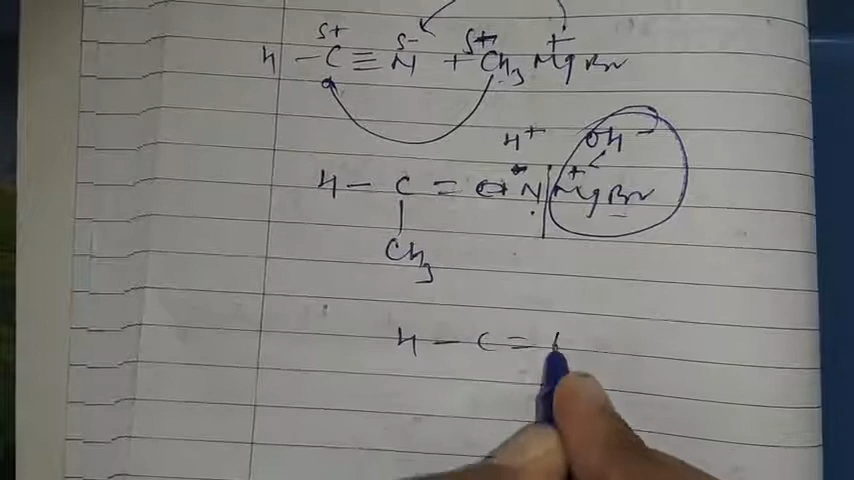 δ+ δ- δ+ +
H - C ≡ N + CH3 MgBr
H+ OH-
H - C = N MgBr
CH3
H - C =